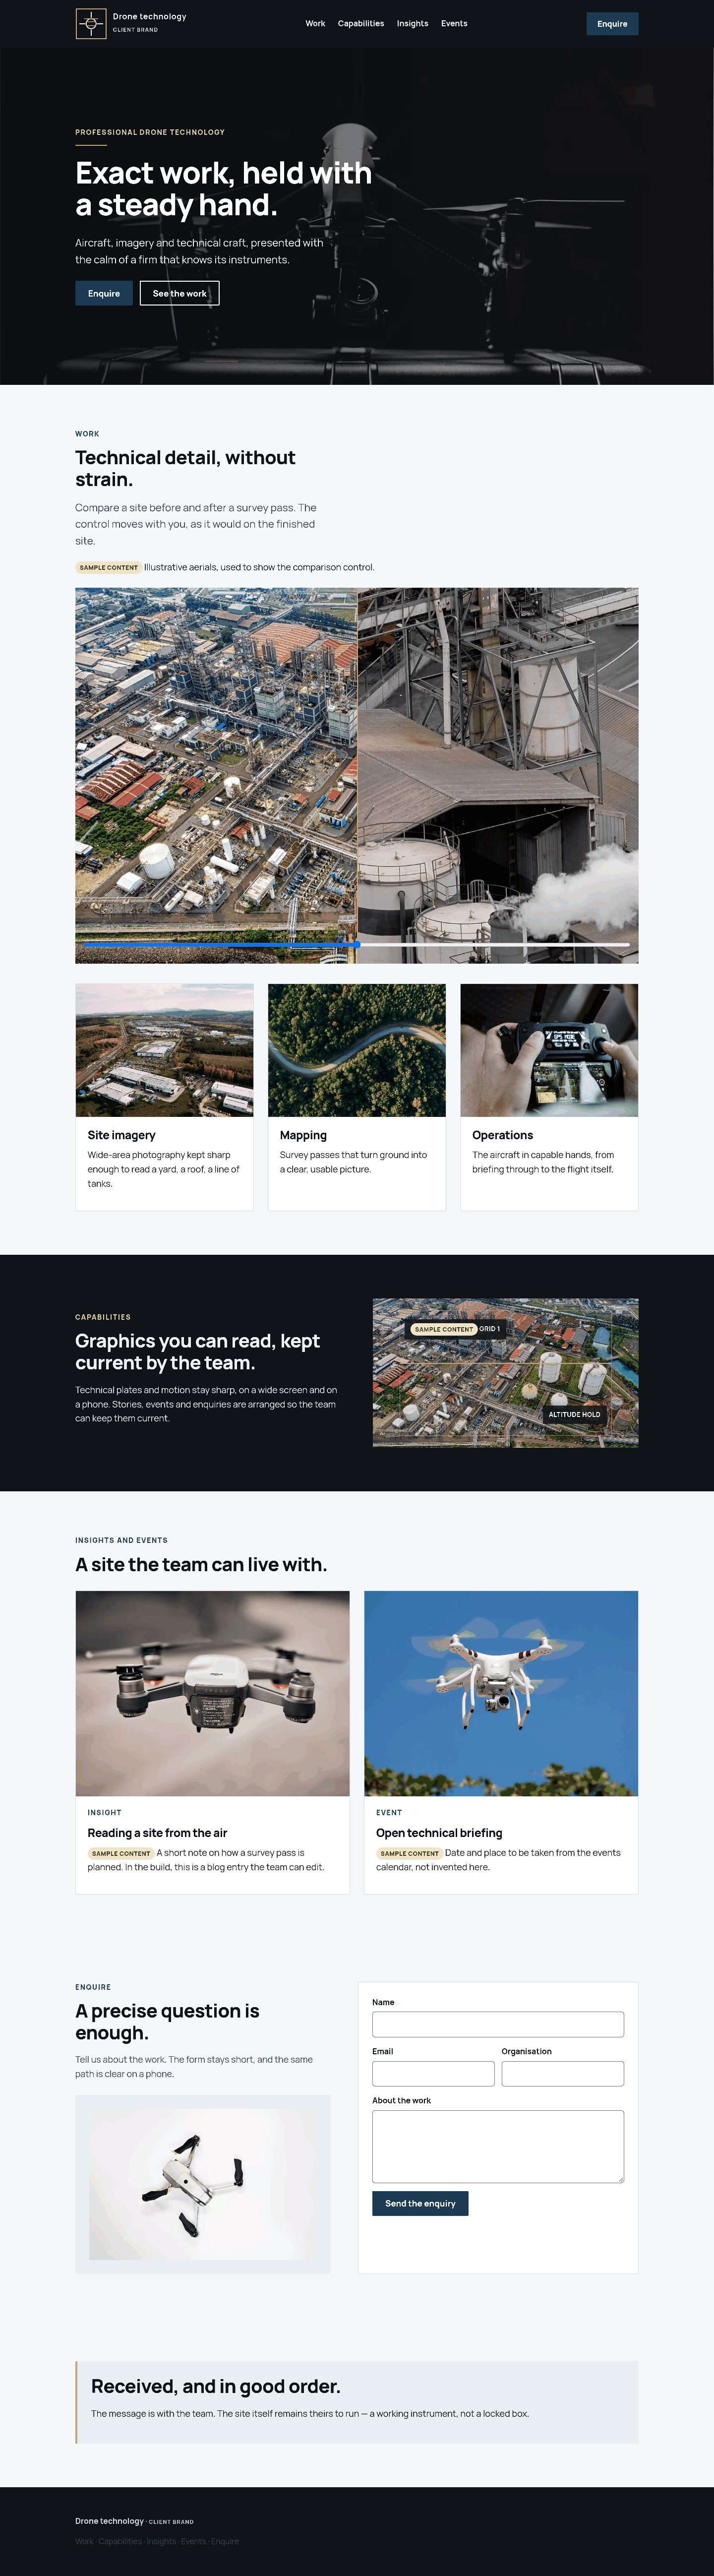 Drone technology
CLIENT BRAND
Work Capabilities Insights Events
Enquire
PROFESSIONAL DRONE TECHNOLOGY
Exact work, held with
a steady hand.
Aircraft, imagery and technical craft, presented with
the calm of a firm that knows its instruments.
Enquire
See the work
WORK
Technical detail, without
strain.
Compare a site before and after a survey pass. The
control moves with you, as it would on the finished
site.
SAMPLE CONTENT Illustrative aerials, used to show the comparison control.
Site imagery
Wide-area photography kept sharp
enough to read a yard, a roof, a line of
tanks.
Mapping
Survey passes that turn ground into
a clear, usable picture.
Operations
The aircraft in capable hands, from
briefing through to the flight itself.
CAPABILITIES
Graphics you can read, kept
current by the team.
Technical plates and motion stay sharp, on a wide screen and on
a phone. Stories, events and enquiries are arranged so the team
can keep them current.
SAMPLE CONTENT GRID 1
ALTITUDE HOLD
INSIGHTS AND EVENTS
A site the team can live with.
INSIGHT
Reading a site from the air
SAMPLE CONTENT A short note on how a survey pass is
planned. In the build, this is a blog entry the team can edit.
EVENT
Open technical briefing
SAMPLE CONTENT Date and place to be taken from the events
calendar, not invented here.
ENQUIRE
A precise question is
enough.
Tell us about the work. The form stays short, and the same
path is clear on a phone.
Name
Email
Organisation
About the work
Send the enquiry
Received, and in good order.
The message is with the team. The site itself remains theirs to run — a working instrument, not a locked box.
Drone technology · CLIENT BRAND
Work · Capabilities · Insights · Events · Enquire